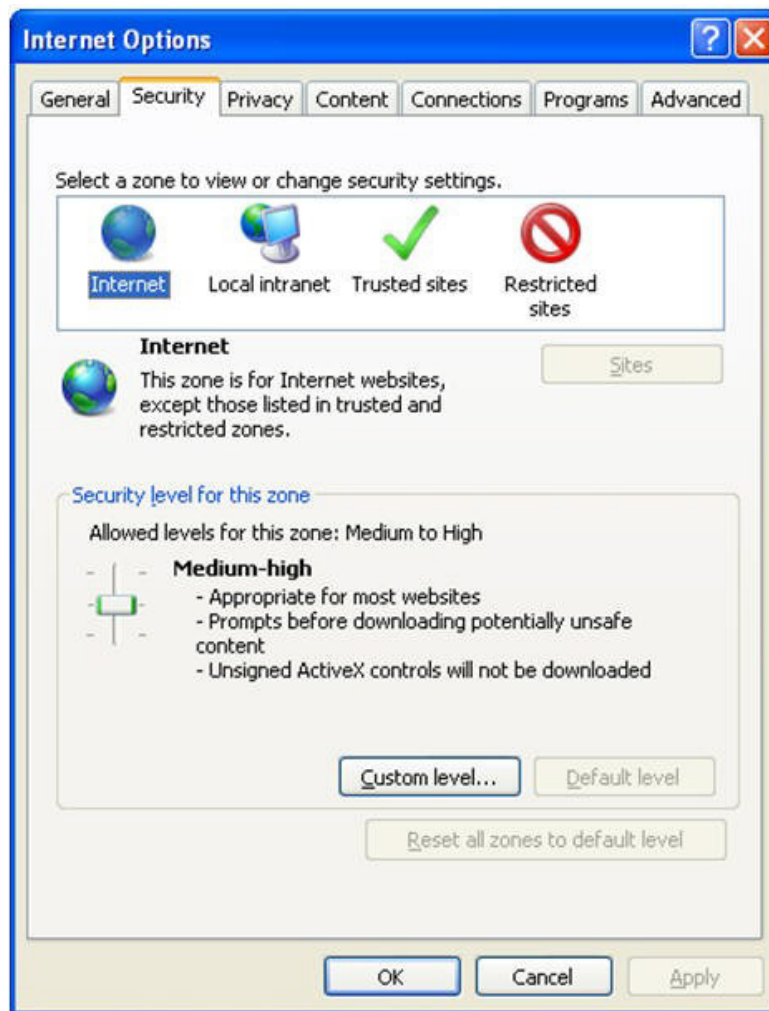 Internet Options
General Security Privacy Content Connections Programs Advanced
Select a zone to view or change security settings.
Internet Local intranet Trusted sites Restricted
sites
Internet
Sites
This zone is for Internet websites,
except those listed in trusted and
restricted zones.
Security level for this zone
Allowed levels for this zone: Medium to High
Medium-high
- Appropriate for most websites
- Prompts before downloading potentially unsafe
content
- Unsigned ActiveX controls will not be downloaded
Custom level... Default level
Reset all zones to default level
OK Cancel Apply